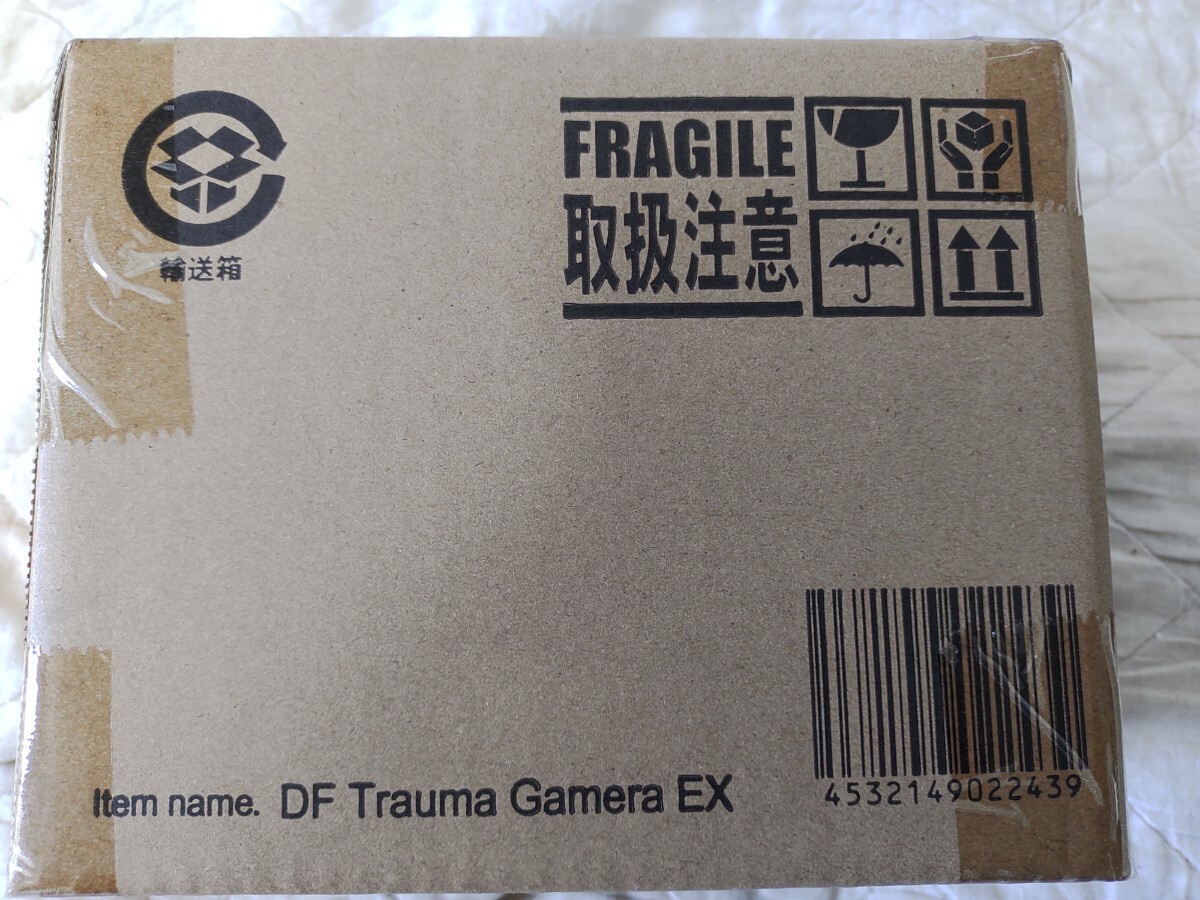 輸送箱
FRAGILE
取扱注意
Item name. DF Trauma Gamera EX
4532149022439